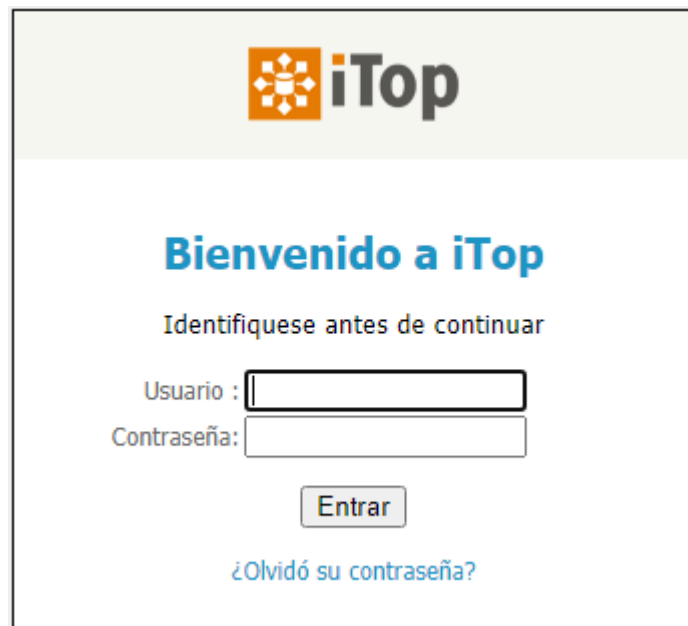 iTop
Bienvenido a iTop
Identifiquese antes de continuar
Usuario :
Contraseña:
Entrar
¿Olvidó su contraseña?